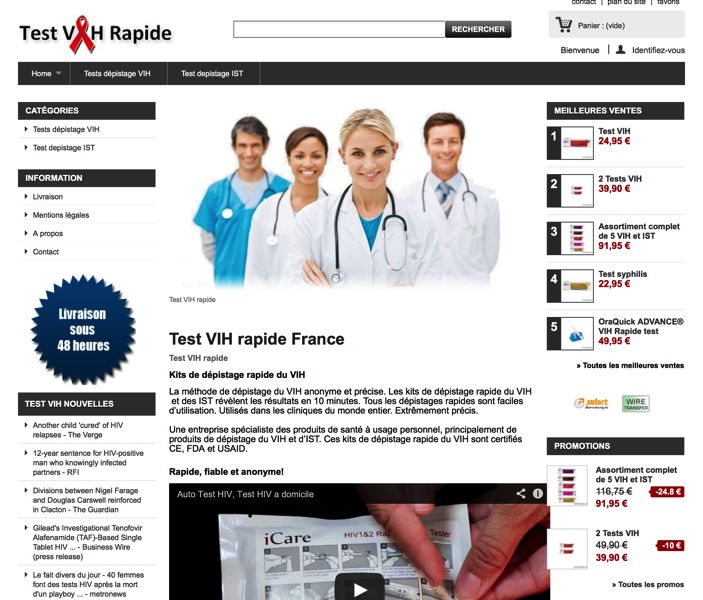 contact | plan du site | favoris
Test VIH Rapide
RECHERCHER
Panier : (vide)
Bienvenue | Identifiez-vous
Home
Tests dépistage VIH
Test depistage IST
CATÉGORIES
Tests dépistage VIH
Test depistage IST
INFORMATION
Livraison
Mentions légales
A propos
Contact
Livraison
sous
48 heures
TEST VIH NOUVELLES
Another child 'cured' of HIV
relapses - The Verge
12-year sentence for HIV-positive
man who knowingly infected
partners - RFI
Divisions between Nigel Farage
and Douglas Carswell reinforced
in Clacton - The Guardian
Gilead's Investigational Tenofovir
Alafenamide (TAF)-Based Single
Tablet HIV ... - Business Wire
(press release)
Le fait divers du jour - 40 femmes
font des tests HIV après la mort
d'un playboy ... - metronews
Test VIH rapide
Test VIH rapide France
Test VIH rapide
Kits de dépistage rapide du VIH
La méthode de dépistage du VIH anonyme et précise. Les kits de dépistage rapide du VIH
et des IST révèlent les résultats en 10 minutes. Tous les dépistages rapides sont faciles
d'utilisation. Utilisés dans les cliniques du monde entier. Extrêmement précis.
Une entreprise spécialiste des produits de santé à usage personnel, principalement de
produits de dépistage du VIH et d'IST. Ces kits de dépistage rapide du VIH sont certifiés
CE, FDA et USAID.
Rapide, fiable et anonyme!
Auto Test HIV, Test HIV a domicile
iCare
HIV1&2 Ra
Tester
MEILLEURES VENTES
1
Test VIH
24,95 €
2
2 Tests VIH
39,90 €
3
Assortiment complet
de 5 VIH et IST
91,95 €
4
Test syphilis
22,95 €
5
OraQuick ADVANCE®
VIH Rapide test
49,95 €
» Toutes les meilleures ventes
sofort
WIRE
TRANSFER
PROMOTIONS
Assortiment complet
de 5 VIH et IST
116,75 €
-24.8 €
91,95 €
2 Tests VIH
49,90 €
-10 €
39,90 €
» Toutes les promos